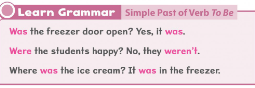 Learn Grammar Simple Past of Verb To Be
Was the freezer door open? Yes, it was.
Were the students happy? No, they weren't.
Where was the ice cream? It was in the freezer.